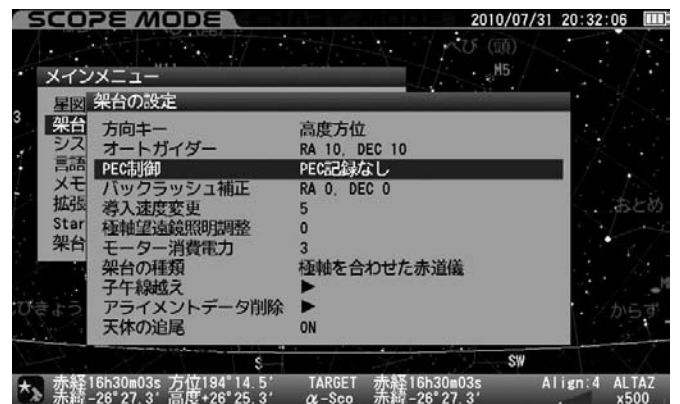 SCOPE MODE 2010/07/31 20:32:06
へび (頭)
M5
メインメニュー
星図
架台
シス
言語
メモ
拡張
Star
架台
架台の設定
方向キー 高度方位
オートガイダー RA 10, DEC 10
PEC制御 PEC記録なし
バックラッシュ補正 RA 0, DEC 0
導入速度変更 5
極軸望遠鏡照明調整 0
モーター消費電力 3
架台の種類 極軸を合わせた赤道儀
子午線越え ▶
アライメントデータ削除 ▶
天体の追尾 ON
3
おとめ
からす
S SW
赤経16h30m03s 方位194°14.5' TARGET 赤経16h30m03s Align:4 ALTAZ
赤緯-26°27.3' 高度+26°25.3' α-Sco 赤緯-26°27.3' x500